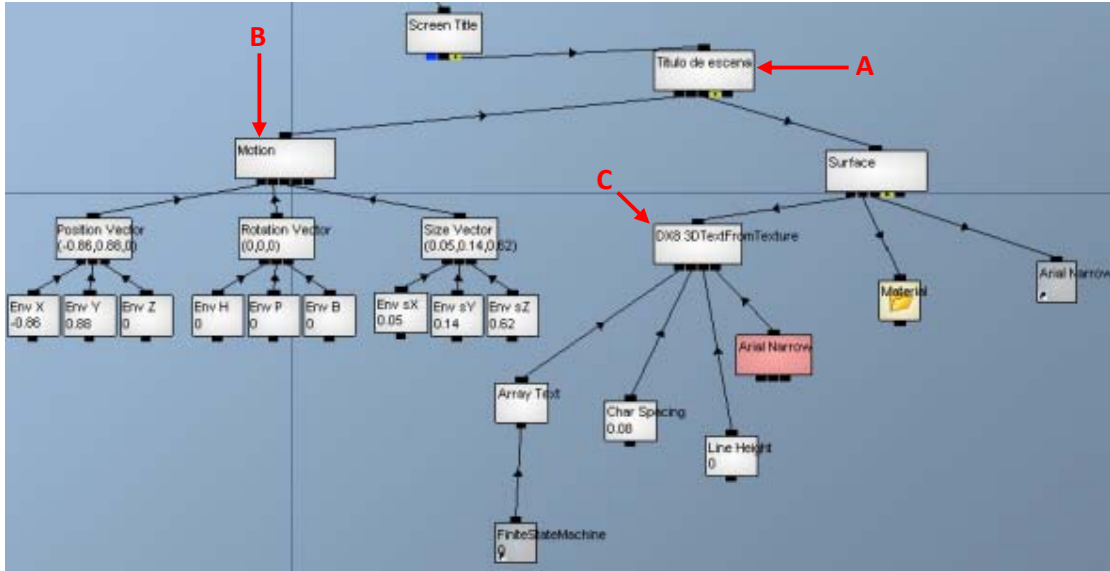 Screen Title
B
Título de escena
A
Motion
Surface
C
Position Vector
(-0.86,0.88,0)
Rotation Vector
(0,0,0)
Size Vector
(0.05,0.14,0.62)
DX8 3DTextFromTexture
Arial Narrow
Material
Env X
-0.86
Env Y
0.88
Env Z
0
Env H
0
Env P
0
Env B
0
Env sX
0.05
Env sY
0.14
Env sZ
0.62
Arial Narrow
Array Text
Char Spacing
0.08
Line Height
0
FiniteStateMachine
0